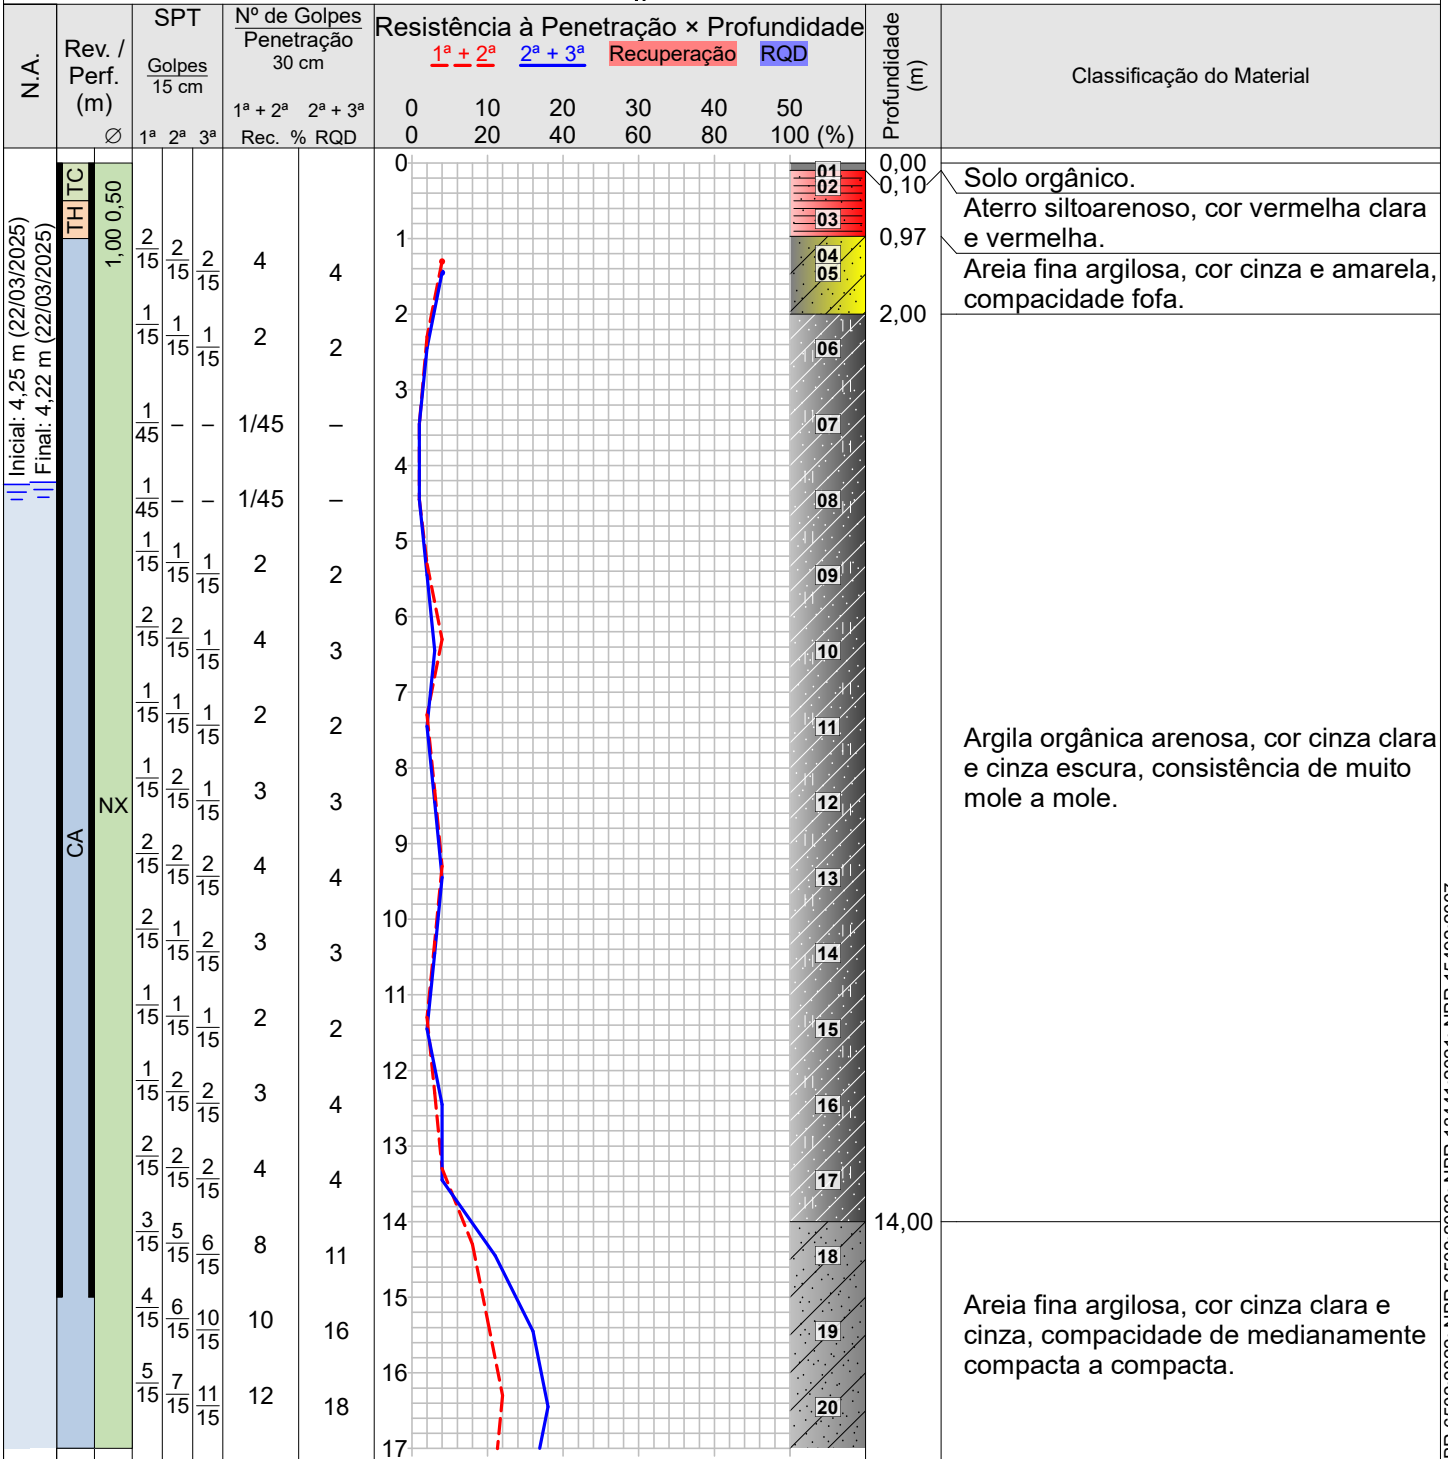 N.A.
Rev. /
Perf.
(m)
Ø
SPT
Golpes
15 cm
1ª 2ª 3ª
Nº de Golpes
Penetração
30 cm
1ª + 2ª 2ª + 3ª
Rec. % RQD
Resistência à Penetração × Profundidade
1ª + 2ª 2ª + 3ª Recuperação RQD
0 10 20 30 40 50
0 20 40 60 80 100 (%)
Profundidade
(m)
Classificação do Material
Inicial: 4,25 m (22/03/2025)
Final: 4,22 m (22/03/2025)
TC
TH
CA
1,00 0,50
NX
2/15 2/15 2/15 4 4
1/15 1/15 1/15 2 2
1/45 – – 1/45 –
1/45 – – 1/45 –
1/15 1/15 1/15 2 2
2/15 2/15 1/15 4 3
1/15 1/15 1/15 2 2
1/15 2/15 1/15 3 3
2/15 2/15 2/15 4 4
2/15 1/15 2/15 3 3
1/15 1/15 1/15 2 2
1/15 2/15 2/15 3 4
2/15 2/15 2/15 4 4
3/15 5/15 6/15 8 11
4/15 6/15 10/15 10 16
5/15 7/15 11/15 12 18
0
1
2
3
4
5
6
7
8
9
10
11
12
13
14
15
16
17
01
02
03
04
05
06
07
08
09
10
11
12
13
14
15
16
17
18
19
20
0,00
0,10
0,97
2,00
14,00
Solo orgânico.
Aterro siltoarenoso, cor vermelha clara
e vermelha.
Areia fina argilosa, cor cinza e amarela,
compacidade fofa.
Argila orgânica arenosa, cor cinza clara
e cinza escura, consistência de muito
mole a mole.
Areia fina argilosa, cor cinza clara e
cinza, compacidade de medianamente
compacta a compacta.